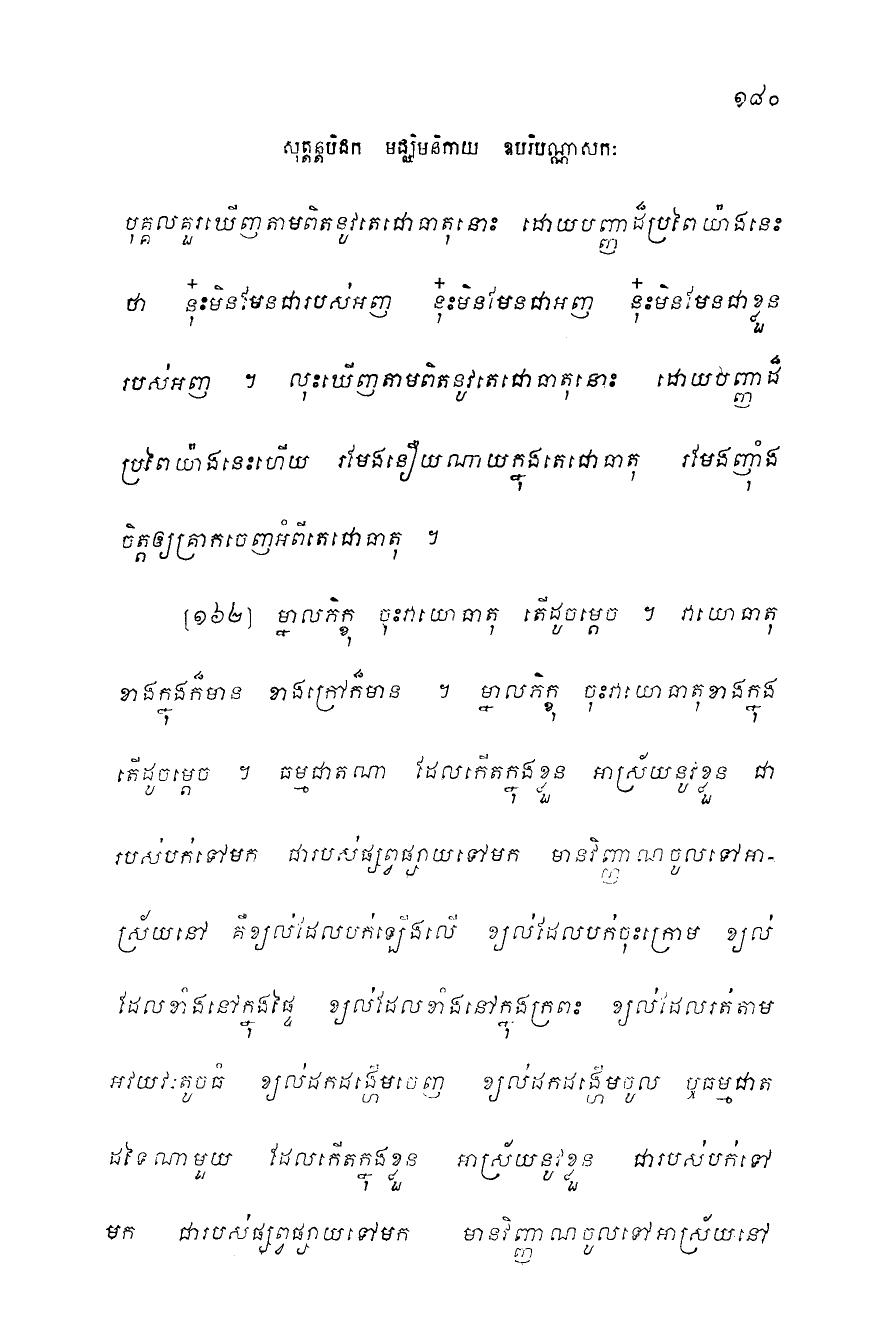 ១៨០
សុត្តន្តបិដក មជ្ឈិមនិកាយ ឧបរិបណ្ណាសកៈ
បុគ្គលគួរឃើញតាមពិតនូវតេជោធាតុនោះ ដោយបញ្ញាដ៏ប្រពៃយ៉ាងនេះ
ថា នុ៎ះមិនមែនជារបស់អញ នុ៎ះមិនមែនជាអញ នុ៎ះមិនមែនជាខ្លួន
របស់អញ ។ លុះឃើញតាមពិតនូវតេជោធាតុនោះ ដោយបញ្ញាដ៏
ប្រពៃយ៉ាងនេះហើយ រមែងនឿយណាយក្នុងតេជោធាតុ រមែងញ៉ាំង
ចិត្តឲ្យប្រាកចេញអំពីតេជោធាតុ ។
[១៦២] ម្នាលភិក្ខុ ចុះវាយោធាតុ តើដូចម្តេច ។ វាយោធាតុ
ខាងក្នុងក៏មាន ខាងក្រៅក៏មាន ។ ម្នាលភិក្ខុ ចុះវាយោធាតុខាងក្នុង
តើដូចម្តេច ។ ធម្មជាតណា ដែលកើតក្នុងខ្លួន អាស្រ័យនូវខ្លួន ជា
របស់បក់ទៅមក ជារបស់ផ្សព្វផ្សាយទៅមក មានវិញ្ញាណចូលទៅអា-
ស្រ័យនៅ គឺខ្យល់ដែលបក់ឡើងលើ ខ្យល់ដែលបក់ចុះក្រោម ខ្យល់
ដែលខាំងនៅក្នុងផ្ទៃ ខ្យល់ដែលខាំងនៅក្នុងក្រពះ ខ្យល់ដែលរត់តាម
អវយវៈតូចធំ ខ្យល់ដកដង្ហើមចេញ ខ្យល់ដកដង្ហើមចូល ឬធម្មជាត
ដទៃណាមួយ ដែលកើតក្នុងខ្លួន អាស្រ័យនូវខ្លួន ជារបស់បក់ទៅ
មក ជារបស់ផ្សព្វផ្សាយទៅមក មានវិញ្ញាណចូលទៅអាស្រ័យនៅ